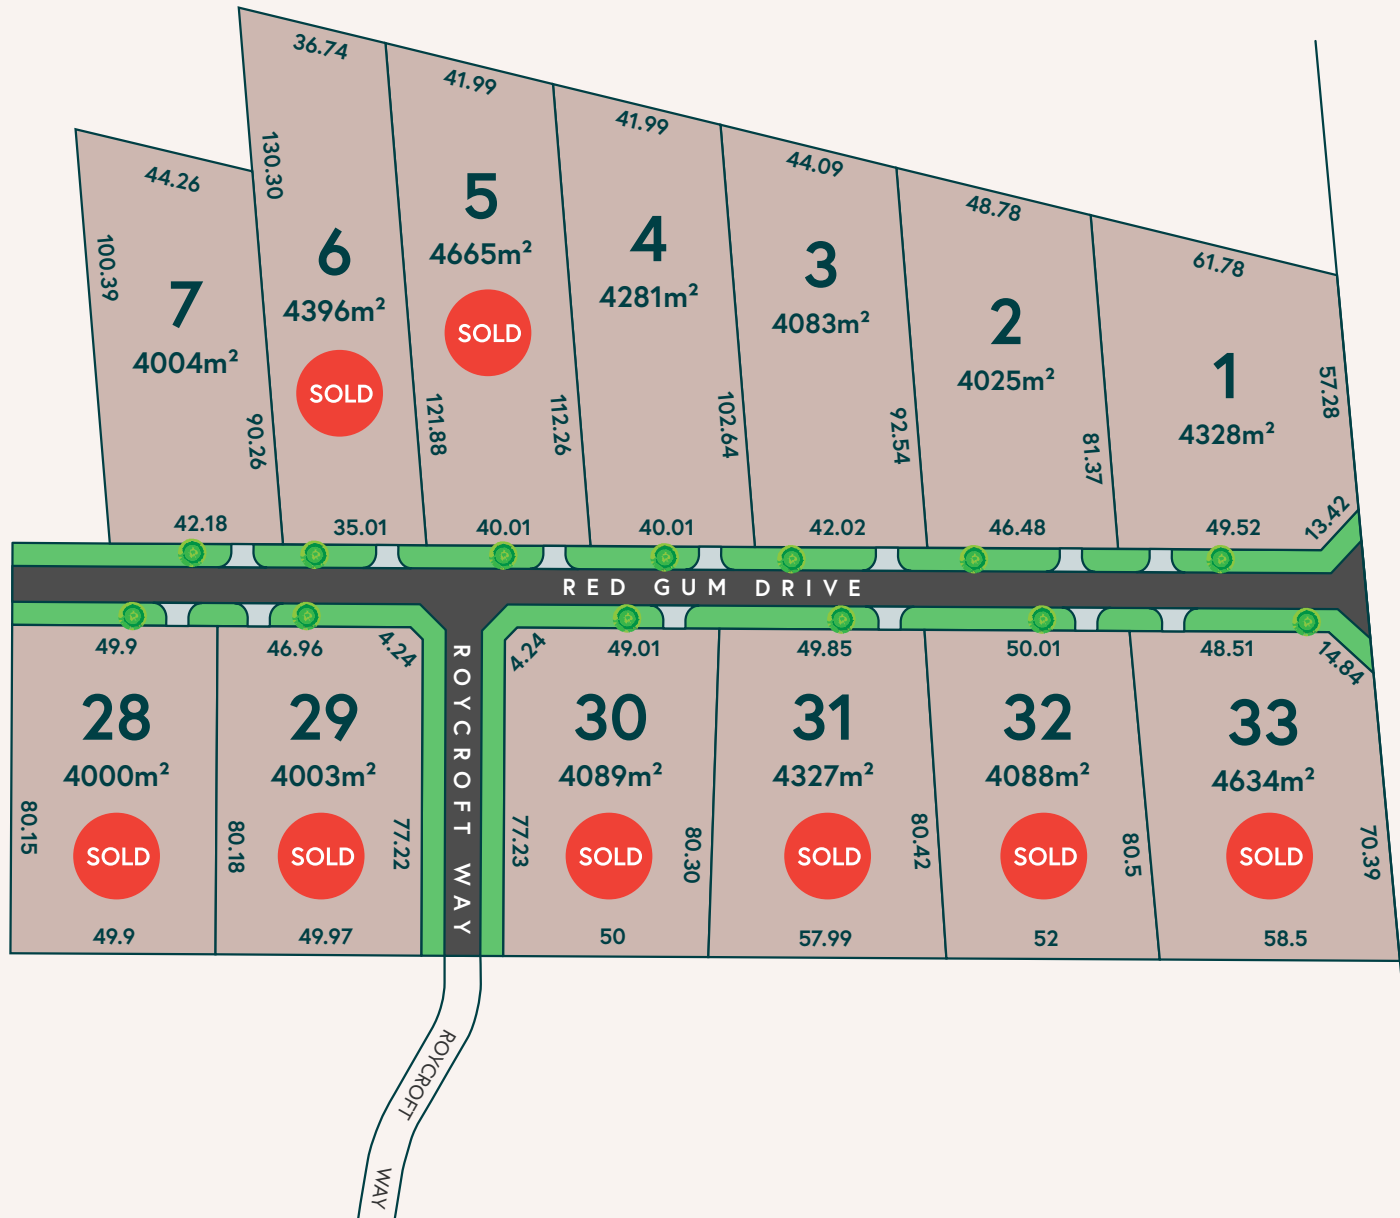 36.74
41.99
41.99
44.09
48.78
61.78
44.26
100.39
7
4004m²
90.26
42.18
130.30
6
4396m²
SOLD
35.01
5
4665m²
SOLD
121.88
112.26
40.01
4
4281m²
102.64
40.01
3
4083m²
92.54
42.02
2
4025m²
81.37
46.48
1
4328m²
57.28
13.42
49.52
RED GUM DRIVE
49.9
28
4000m²
80.15
SOLD
49.9
46.96
4.24
29
4003m²
80.18
SOLD
77.22
49.97
ROYCROFT WAY
4.24
49.01
30
4089m²
77.23
SOLD
80.30
50
49.85
31
4327m²
SOLD
80.42
57.99
50.01
32
4088m²
SOLD
80.5
52
48.51
14.84
33
4634m²
SOLD
70.39
58.5
ROYCROFT
WAY